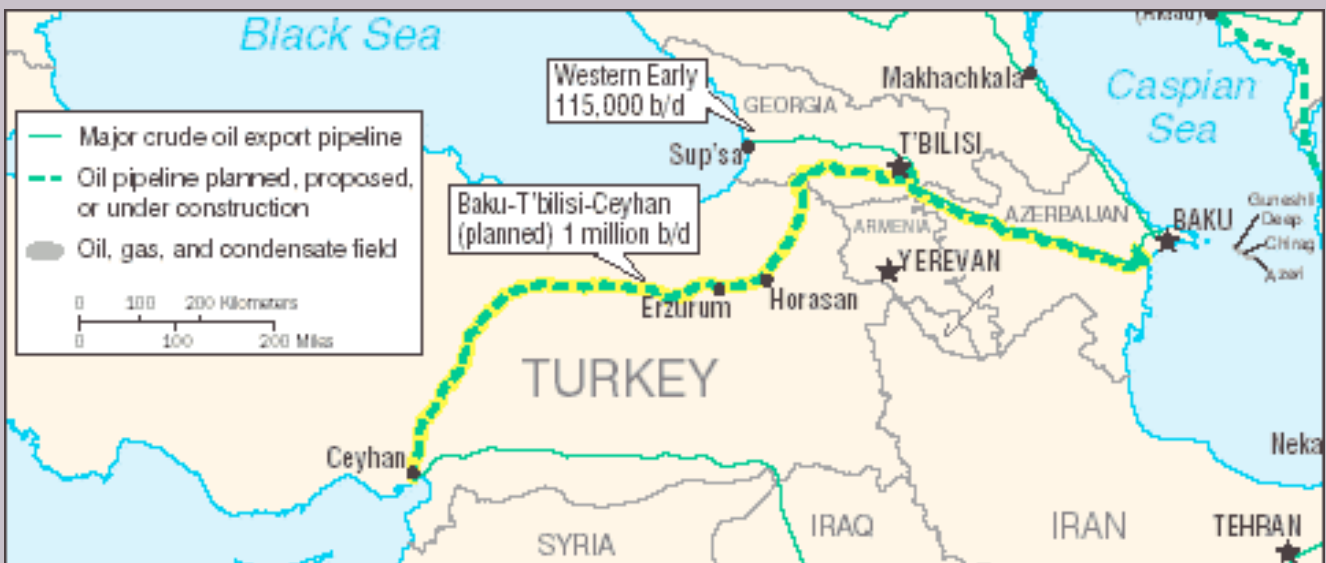 Black Sea
(Aktau)
Western Early
115,000 b/d
GEORGIA
Makhachkala
Caspian
Sea
Major crude oil export pipeline
Oil pipeline planned, proposed,
or under construction
Oil, gas, and condensate field
0 100 200 Kilometers
0 100 200 Miles
Sup'sa
T'BILISI
Baku-T'bilisi-Ceyhan
(planned) 1 million b/d
ARMENIA
AZERBAIJAN
BAKU
Guneshli
Deep
Chirag
Azeri
YEREVAN
Erzurum
Horasan
TURKEY
Ceyhan
Neka
SYRIA
IRAQ
IRAN
TEHRAN